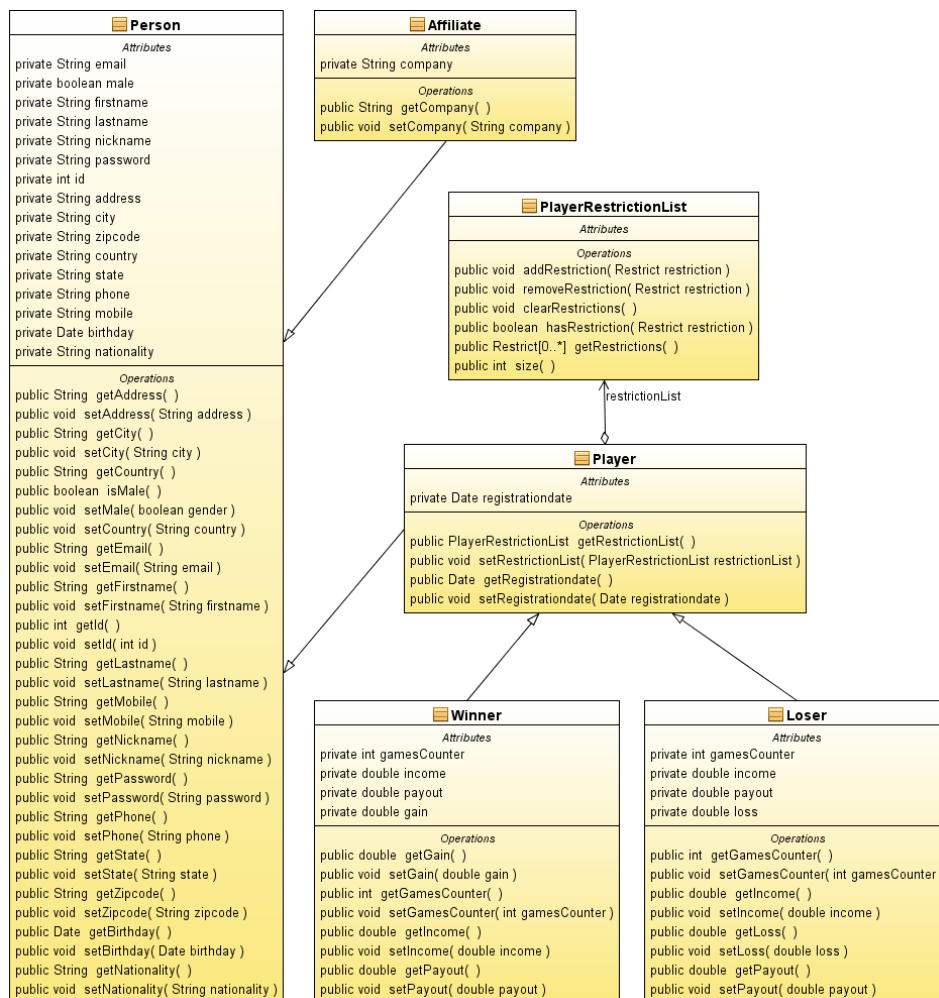 Person
Attributes
private String email
private boolean male
private String firstname
private String lastname
private String nickname
private String password
private int id
private String address
private String city
private String zipcode
private String country
private String state
private String phone
private String mobile
private Date birthday
private String nationality
Operations
public String getAddress( )
public void setAddress( String address )
public String getCity( )
public void setCity( String city )
public String getCountry( )
public boolean isMale( )
public void setMale( boolean gender )
public void setCountry( String country )
public String getEmail( )
public void setEmail( String email )
public String getFirstname( )
public void setFirstname( String firstname )
public int getId( )
public void setId( int id )
public String getLastname( )
public void setLastname( String lastname )
public String getMobile( )
public void setMobile( String mobile )
public String getNickname( )
public void setNickname( String nickname )
public String getPassword( )
public void setPassword( String password )
public String getPhone( )
public void setPhone( String phone )
public String getState( )
public void setState( String state )
public String getZipcode( )
public void setZipcode( String zipcode )
public Date getBirthday( )
public void setBirthday( Date birthday )
public String getNationality( )
public void setNationality( String nationality )
Affiliate
Attributes
private String company
Operations
public String getCompany( )
public void setCompany( String company )
PlayerRestrictionList
Attributes
Operations
public void addRestriction( Restrict restriction )
public void removeRestriction( Restrict restriction )
public void clearRestrictions( )
public boolean hasRestriction( Restrict restriction )
public Restrict[0..*] getRestrictions( )
public int size( )
restrictionList
Player
Attributes
private Date registrationdate
Operations
public PlayerRestrictionList getRestrictionList( )
public void setRestrictionList( PlayerRestrictionList restrictionList )
public Date getRegistrationdate( )
public void setRegistrationdate( Date registrationdate )
Winner
Attributes
private int gamesCounter
private double income
private double payout
private double gain
Operations
public double getGain( )
public void setGain( double gain )
public int getGamesCounter( )
public void setGamesCounter( int gamesCounter )
public double getIncome( )
public void setIncome( double income )
public double getPayout( )
public void setPayout( double payout )
Loser
Attributes
private int gamesCounter
private double income
private double payout
private double loss
Operations
public int getGamesCounter( )
public void setGamesCounter( int gamesCounter
public double getIncome( )
public void setIncome( double income )
public double getLoss( )
public void setLoss( double loss )
public double getPayout( )
public void setPayout( double payout )